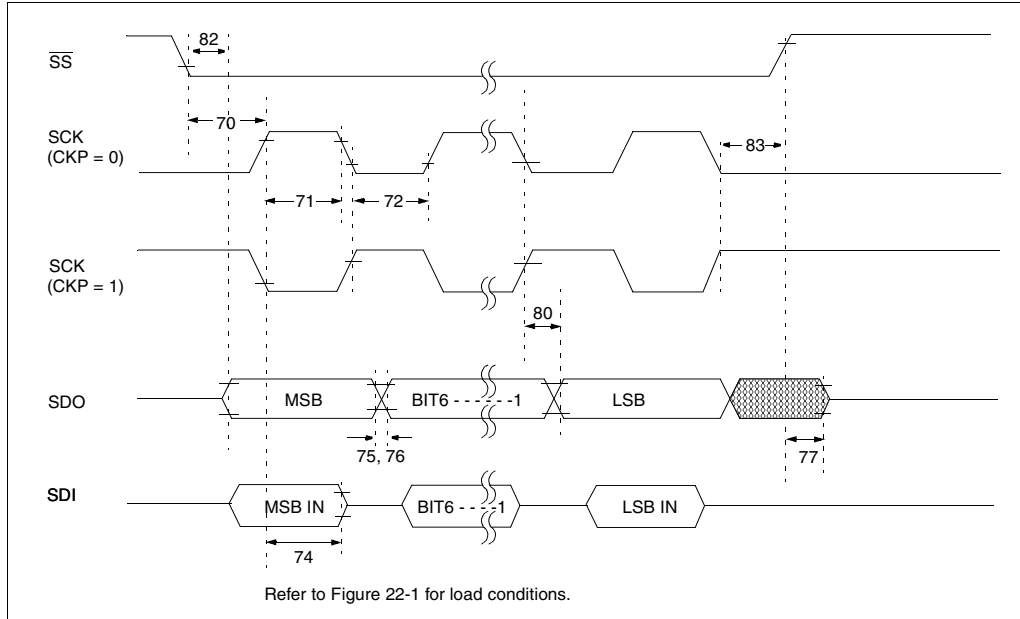 82
SS
70
SCK
(CKP = 0)
83
71
72
SCK
(CKP = 1)
80
SDO
MSB
BIT6 - - - - - -1
LSB
75, 76
77
SDI
MSB IN
BIT6 - - - -1
LSB IN
74
Refer to Figure 22-1 for load conditions.